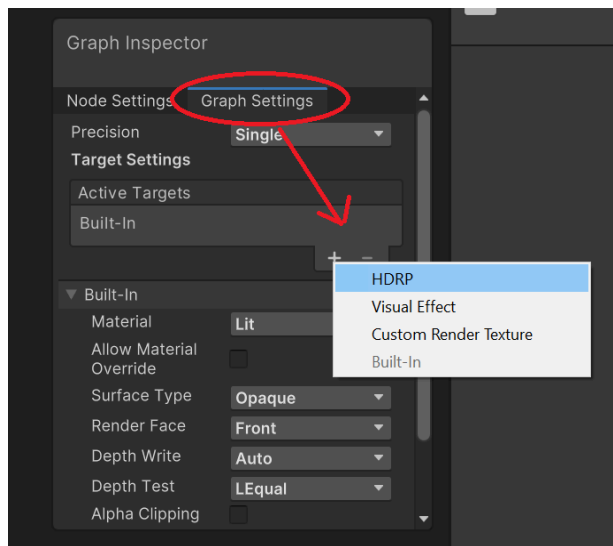 Graph Inspector
Node Settings Graph Settings
Precision Single
Target Settings
Active Targets
Built-In
+ −
HDRP
Visual Effect
Custom Render Texture
Built-In
Built-In
Material Lit
Allow Material
Override
Surface Type Opaque
Render Face Front
Depth Write Auto
Depth Test LEqual
Alpha Clipping